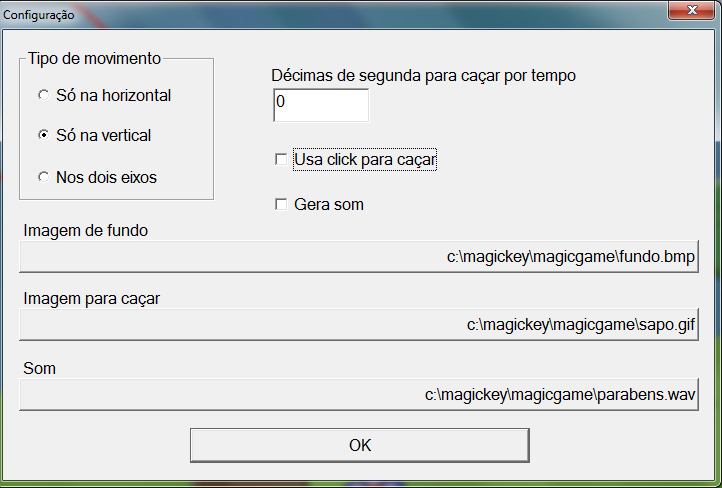 Configuração
Tipo de movimento
Só na horizontal
Só na vertical
Nos dois eixos
Décimas de segunda para caçar por tempo
0
Usa click para caçar
Gera som
Imagem de fundo
c:\magickey\magicgame\fundo.bmp
Imagem para caçar
c:\magickey\magicgame\sapo.gif
Som
c:\magickey\magicgame\parabens.wav
OK